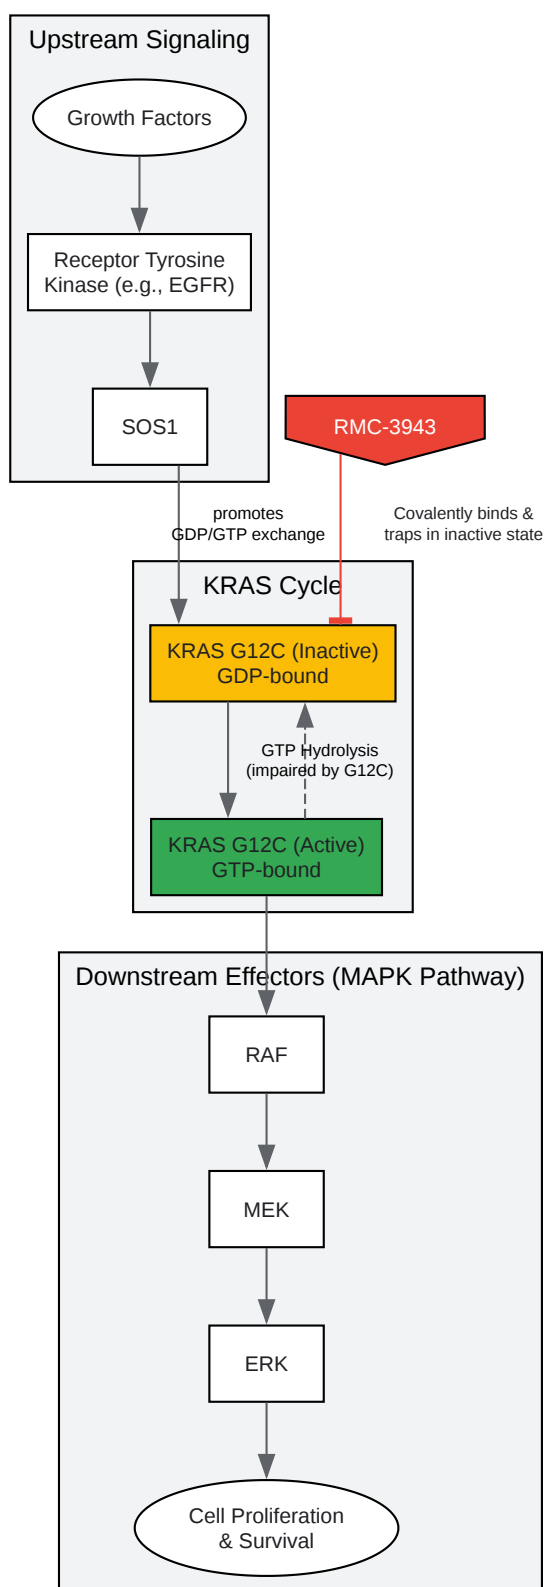 Upstream Signaling
Growth Factors
Receptor Tyrosine
Kinase (e.g., EGFR)
SOS1
RMC-3943
promotes
GDP/GTP exchange
Covalently binds &
traps in inactive state
KRAS Cycle
KRAS G12C (Inactive)
GDP-bound
GTP Hydrolysis
(impaired by G12C)
KRAS G12C (Active)
GTP-bound
Downstream Effectors (MAPK Pathway)
RAF
MEK
ERK
Cell Proliferation
& Survival